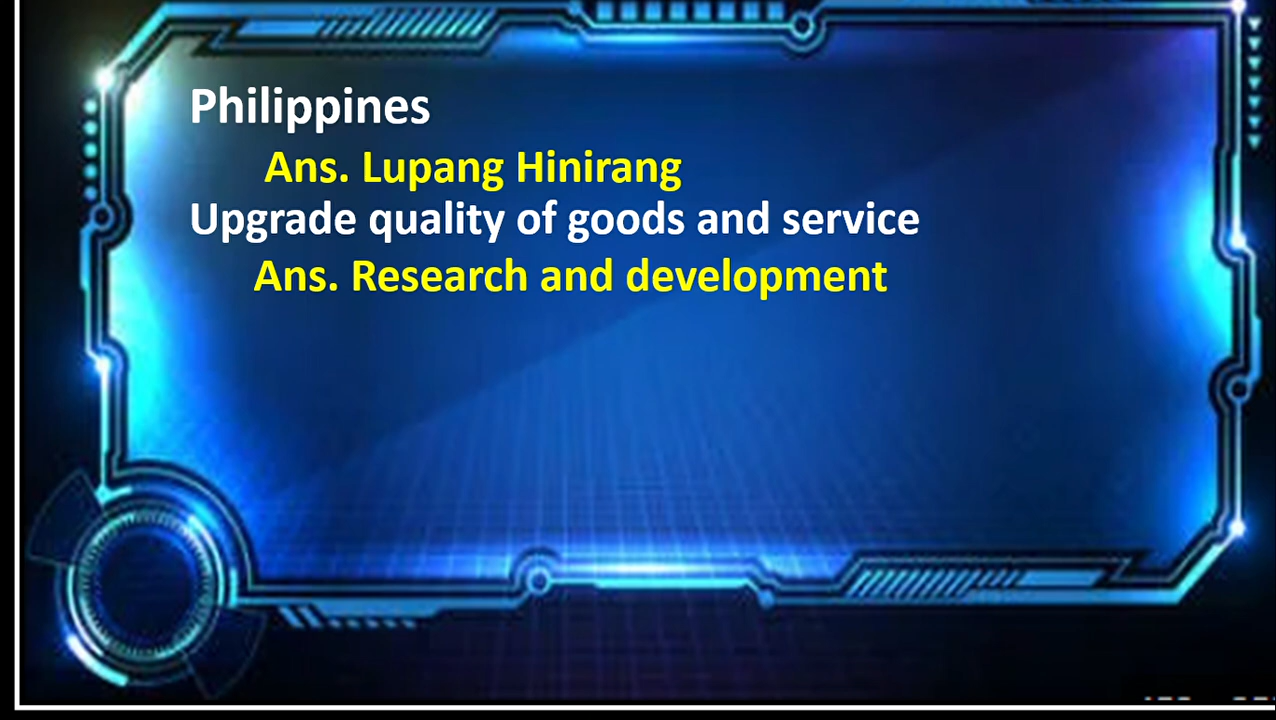 Philippines
Ans. Lupang Hinirang
Upgrade quality of goods and service
Ans. Research and development